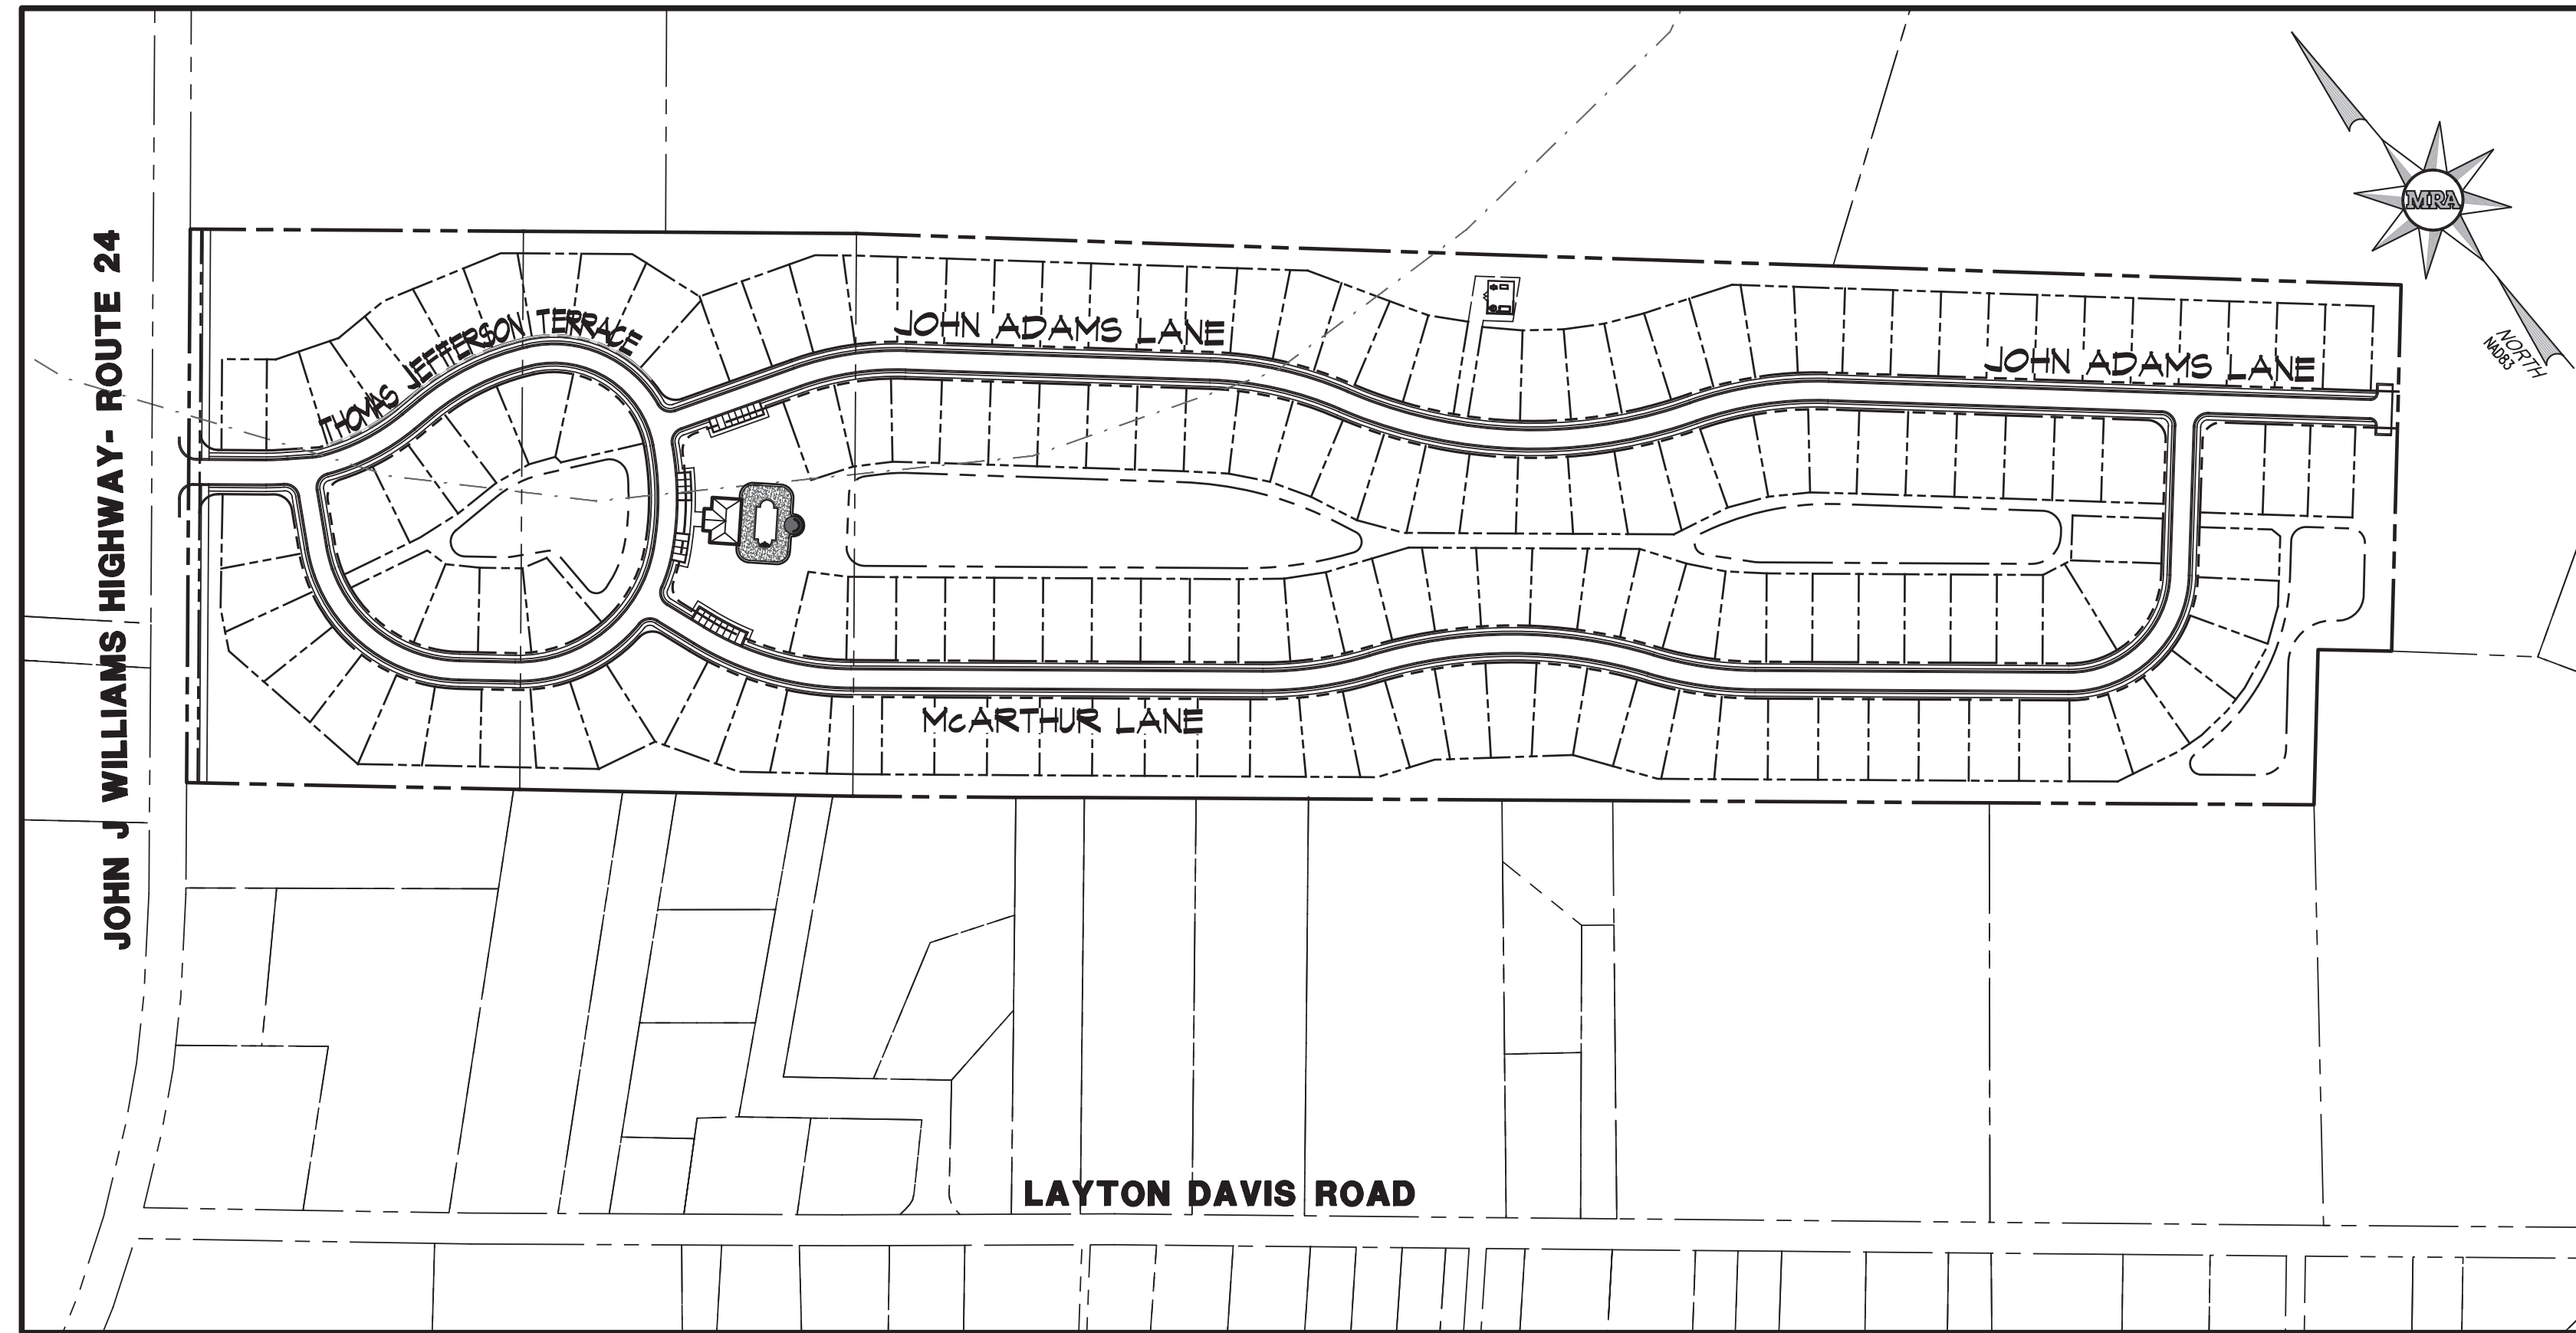 JOHN J WILLIAMS HIGHWAY- ROUTE 24
THOMAS JEFFERSON TERRACE
JOHN ADAMS LANE
JOHN ADAMS LANE
MRA
NORTH
NAD83
McARTHUR LANE
LAYTON DAVIS ROAD